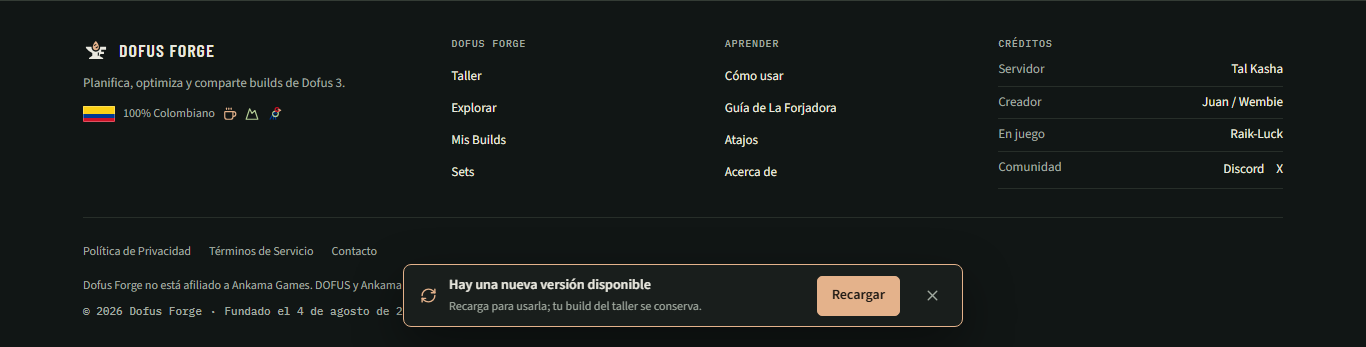 DOFUS FORGE
Planifica, optimiza y comparte builds de Dofus 3.
100% Colombiano
DOFUS FORGE
Taller
Explorar
Mis Builds
Sets
APRENDER
Cómo usar
Guía de La Forjadora
Atajos
Acerca de
CRÉDITOS
Servidor Tal Kasha
Creador Juan / Wembie
En juego Raik-Luck
Comunidad Discord X
Política de Privacidad Términos de Servicio Contacto
Dofus Forge no está afiliado a Ankama Games. DOFUS y Ankama
© 2026 Dofus Forge · Fundado el 4 de agosto de 2
Hay una nueva versión disponible
Recarga para usarla; tu build del taller se conserva.
Recargar